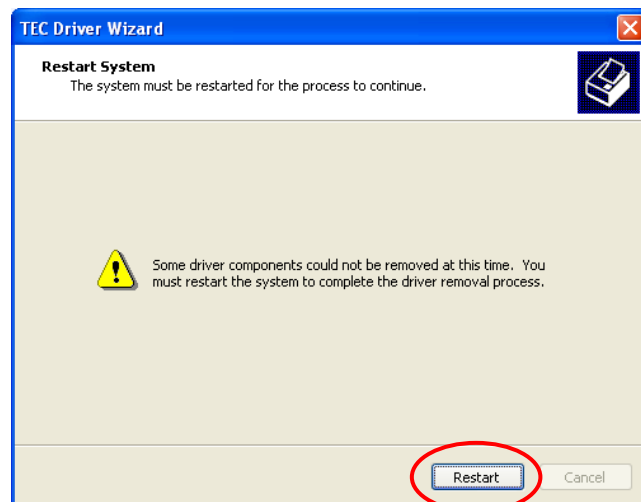 TEC Driver Wizard
Restart System
The system must be restarted for the process to continue.
Some driver components could not be removed at this time.  You
must restart the system to complete the driver removal process.
Restart
Cancel